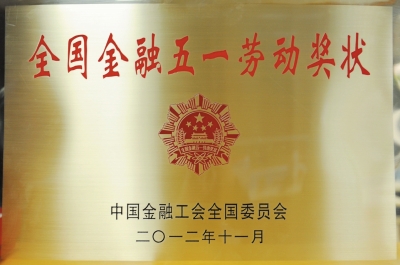 全国金融五一劳动奖状
中国金融工会全国委员会
二〇一二年十一月